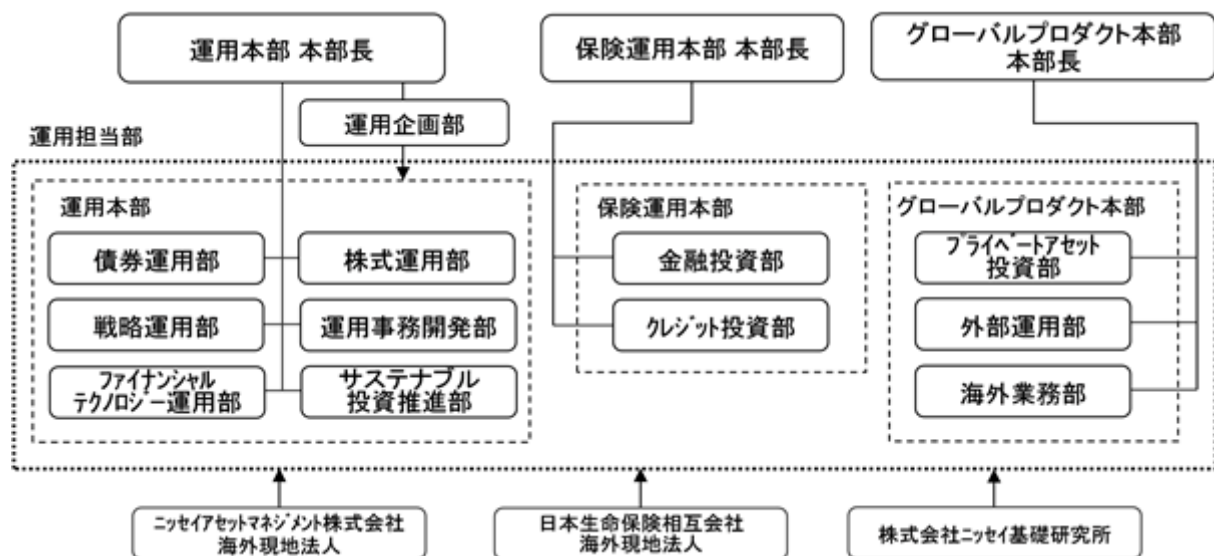 運用本部 本部長
保険運用本部 本部長
グローバルプロダクト本部
本部長
運用企画部
運用担当部
運用本部
債券運用部
株式運用部
戦略運用部
運用事務開発部
ファイナンシャル
テクノロジー運用部
サステナブル
投資推進部
保険運用本部
金融投資部
クレジット投資部
グローバルプロダクト本部
プライベートアセット
投資部
外部運用部
海外業務部
ニッセイアセットマネジメント株式会社
海外現地法人
日本生命保険相互会社
海外現地法人
株式会社ニッセイ基礎研究所